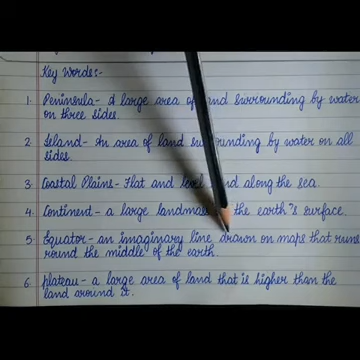 Key Words:-
1. Peninsula- A large area of land surrounding by water
on three sides.
2. Island- An area of land surrounding by water on all
sides.
3. Coastal Plains- Flat and level land along the sea.
4. Continent- a large landmass the earth's surface.
5. Equator- an imaginary line drawn on maps that runs
round the middle of the earth.
6. plateau- a large area of land that is higher than the
land around it.